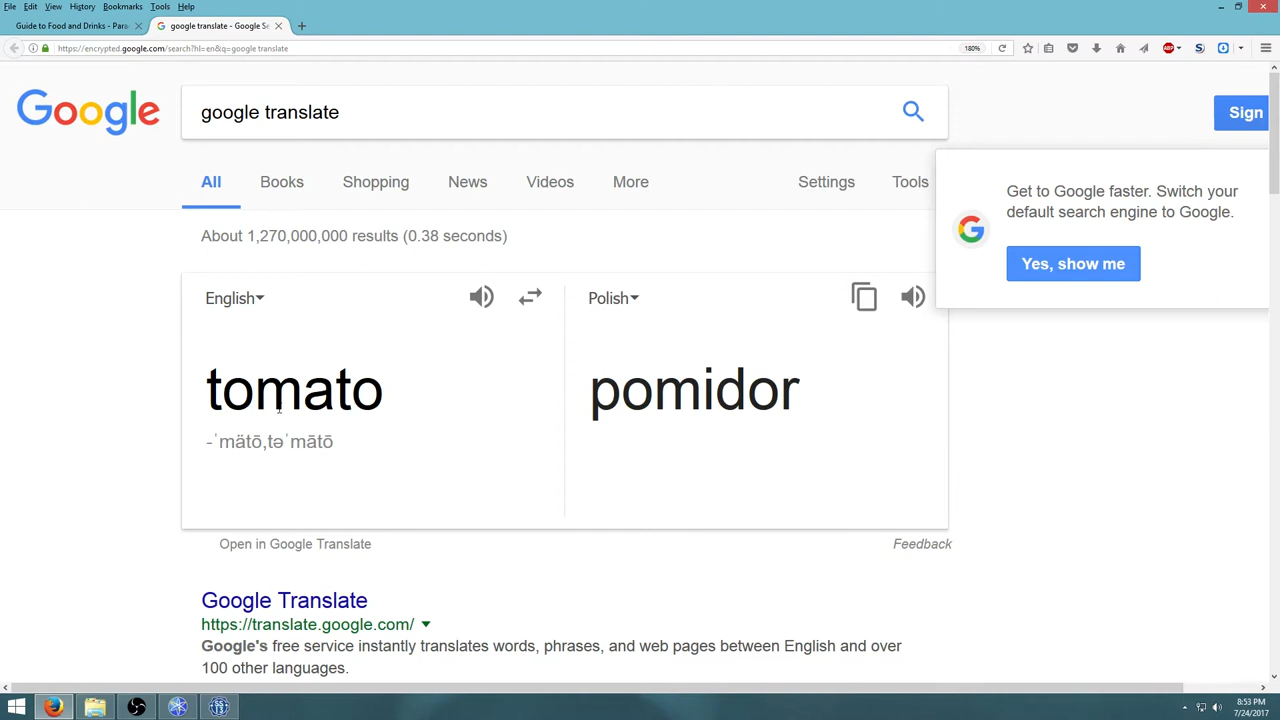 File Edit View History Bookmarks Tools Help
Guide to Food and Drinks - Para
google translate - Google Se
https://encrypted.google.com/search?hl=en&q=google translate
180%
ABP
S
Google
google translate
Sign
All Books Shopping News Videos More Settings Tools
Get to Google faster. Switch your
default search engine to Google.
Yes, show me
About 1,270,000,000 results (0.38 seconds)
English
Polish
tomato
pomidor
-ˈmätō,təˈmātō
Open in Google Translate
Feedback
Google Translate
https://translate.google.com/
Google's free service instantly translates words, phrases, and web pages between English and over
100 other languages.
8:53 PM
7/24/2017